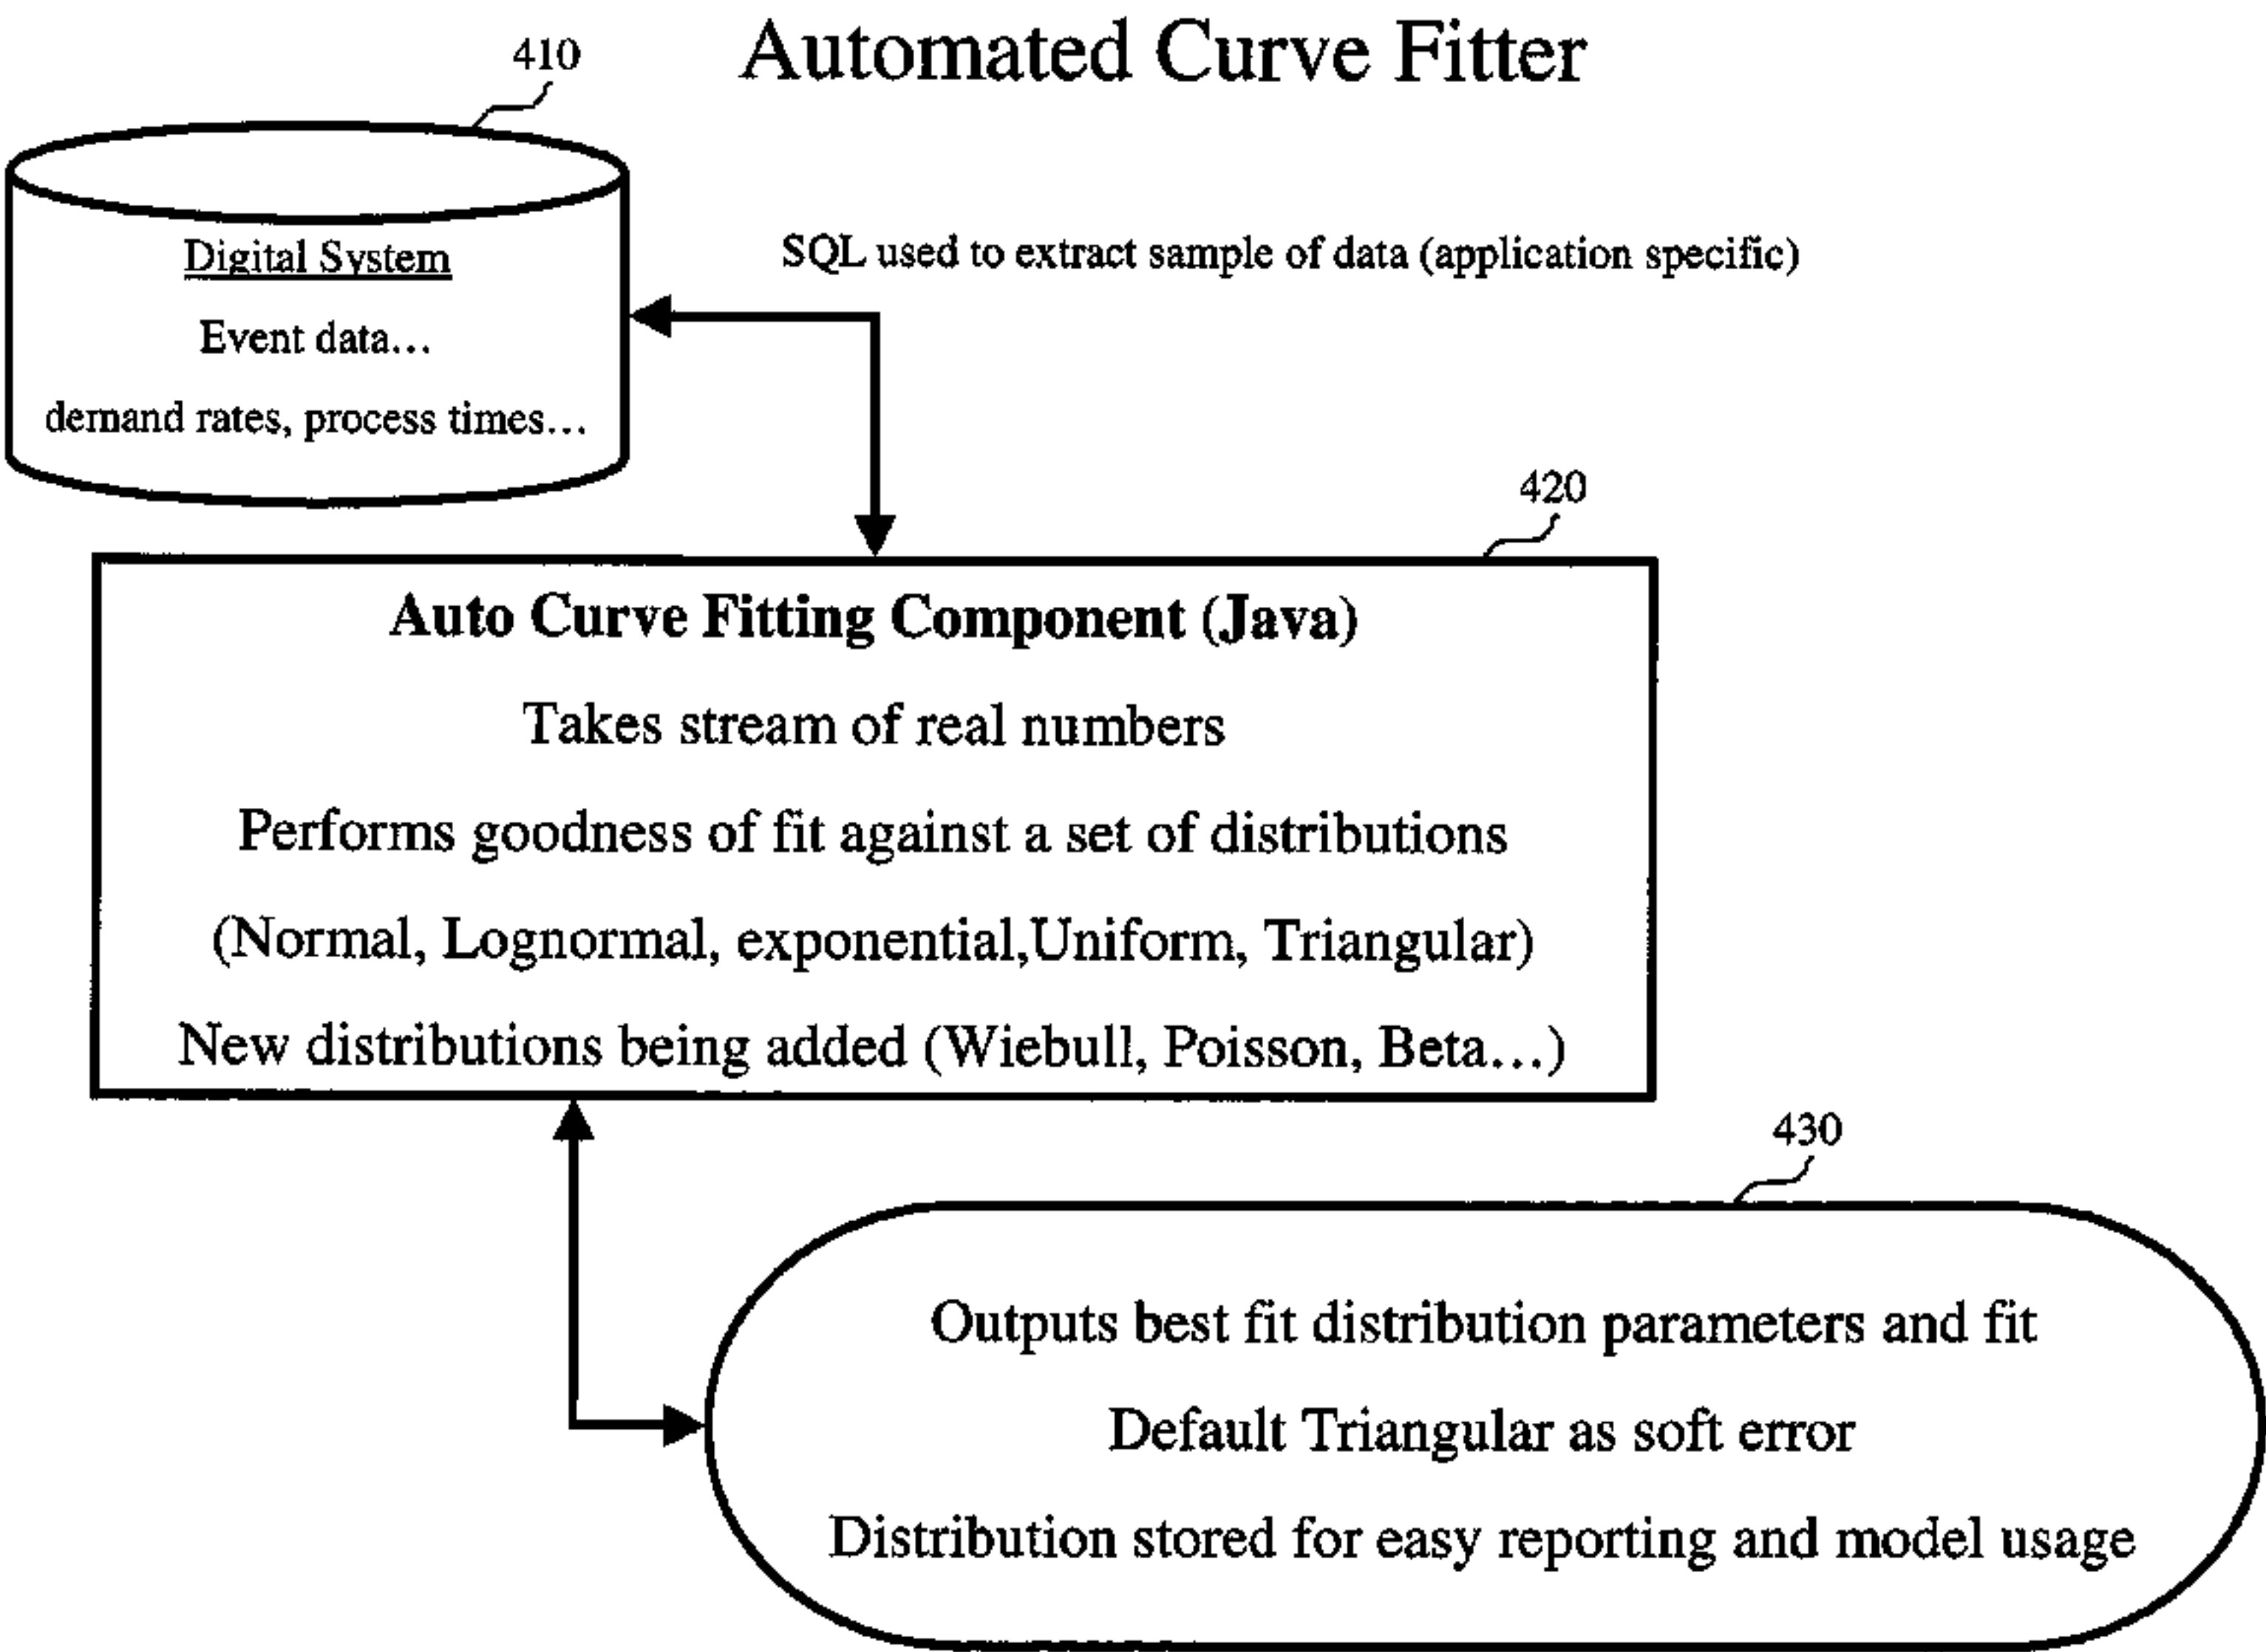 Automated Curve Fitter
410
Digital System
Event data...
demand rates, process times...
SQL used to extract sample of data (application specific)
420
Auto Curve Fitting Component (Java)
Takes stream of real numbers
Performs goodness of fit against a set of distributions
(Normal, Lognormal, exponential,Uniform, Triangular)
New distributions being added (Wiebull, Poisson, Beta...)
430
Outputs best fit distribution parameters and fit
Default Triangular as soft error
Distribution stored for easy reporting and model usage